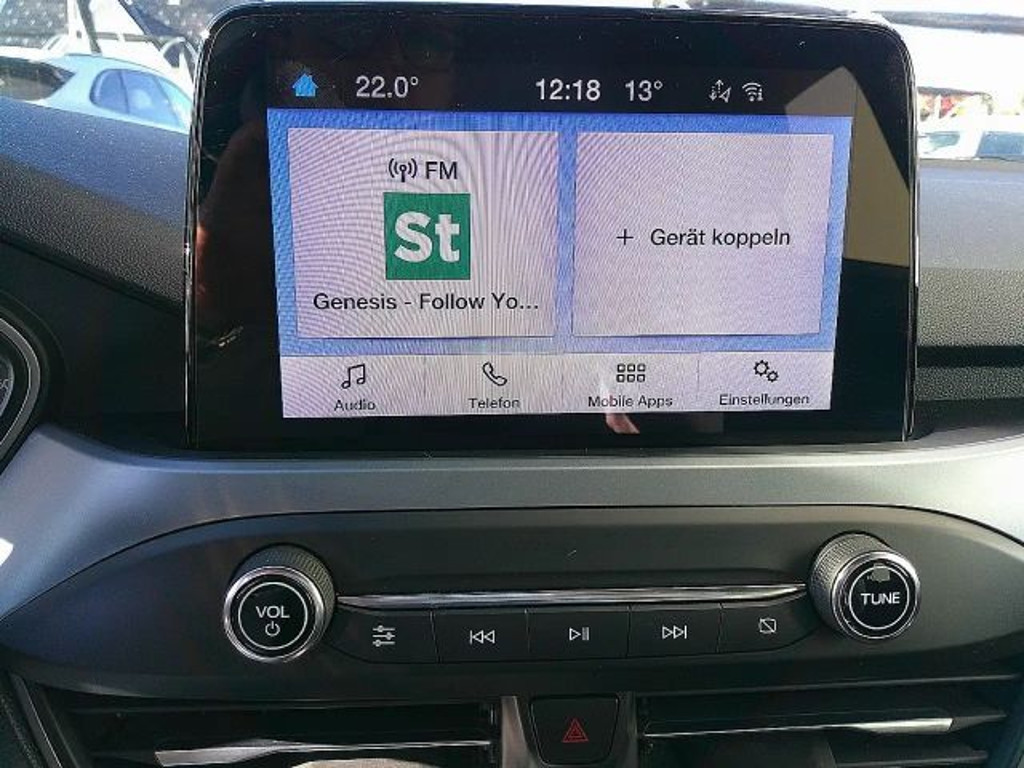 22.0° 12:18 13°
FM
St
Genesis - Follow Yo...
+ Gerät koppeln
Audio Telefon Mobile Apps Einstellungen
VOL TUNE